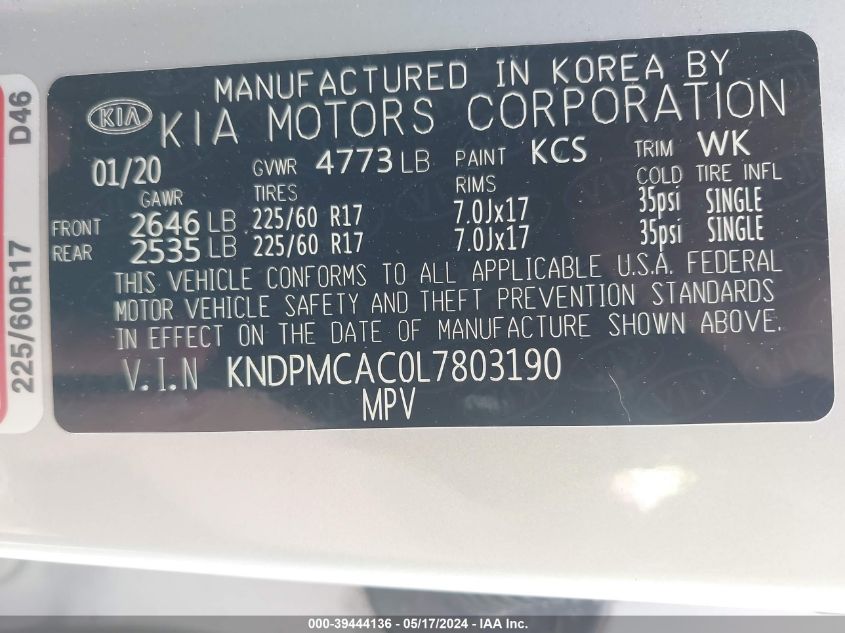 MANUFACTURED IN KOREA BY
KIA KIA MOTORS CORPORATION
01/20 GVWR 4773 LB PAINT KCS TRIM WK
GAWR TIRES RIMS COLD TIRE INFL
FRONT 2646 LB 225/60 R17 7.0Jx17 35psi SINGLE
REAR 2535 LB 225/60 R17 7.0Jx17 35psi SINGLE
THIS VEHICLE CONFORMS TO ALL APPLICABLE U.S.A. FEDERAL
MOTOR VEHICLE SAFETY AND THEFT PREVENTION STANDARDS
IN EFFECT ON THE DATE OF MANUFACTURE SHOWN ABOVE.
V.I.N KNDPMCAC0L7803190
MPV
225/60R17 D46
000-39444136 - 05/17/2024 - IAA Inc.